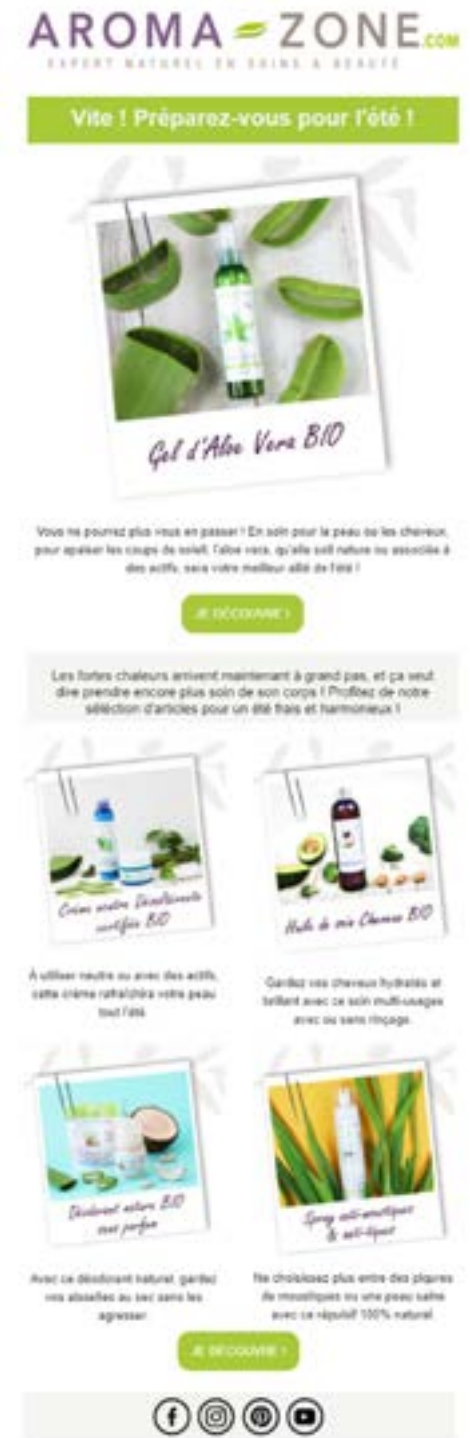 AROMA-ZONE.COM
EXPERT NATUREL EN SOINS & BEAUTÉ
Vite ! Préparez-vous pour l'été !
Gel d'Aloe Vera BIO
Vous ne pourrez plus vous en passer ! En soin pour la peau ou les cheveux,
pour apaiser les coups de soleil, l'aloe vera, qu'elle soit nature ou associée à
des actifs, sera votre meilleur allié de l'été !
JE DÉCOUVRE !
Les fortes chaleurs arrivent maintenant à grand pas, et ça veut
dire prendre encore plus soin de son corps ! Profitez de notre
séléction d'articles pour un été frais et harmonieux !
Crème neutre Désaltérante
certifiée BIO
À utiliser neutre ou avec des actifs,
cette crème rafraîchira votre peau
tout l'été.
Huile de soin Cheveux BIO
Gardez vos cheveux hydratés et
brillant avec ce soin multi-usages
avec ou sans rinçage.
Déodorant nature BIO
sans parfum
Avec ce déodorant naturel, gardez
vos aisselles au sec sans les
agresser
Spray anti-moustiques
& anti-tiques
Ne choisissez plus entre des piqures
de moustiques ou une peau saine
avec ce répulsif 100% naturel.
JE DÉCOUVRE !